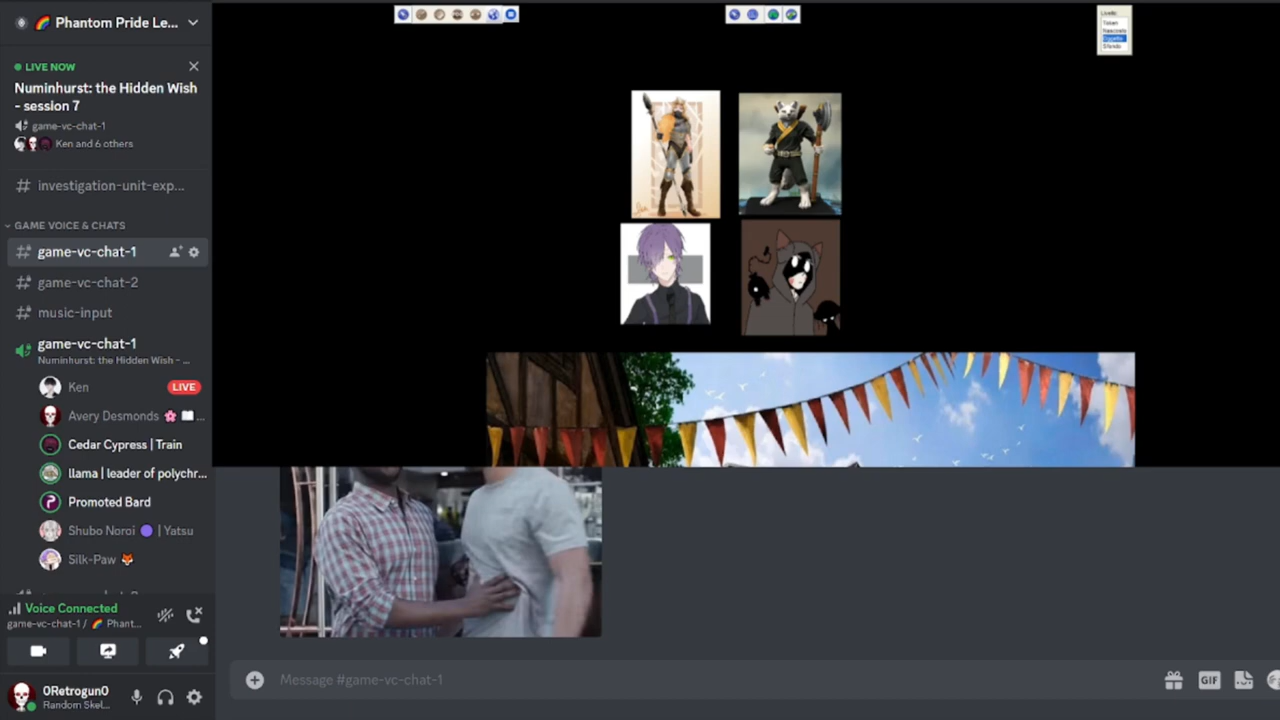 🌈 Phantom Pride Le...
LIVE NOW
Numinhurst: the Hidden Wish
- session 7
game-vc-chat-1
Ken and 6 others
investigation-unit-exp...
GAME VOICE & CHATS
game-vc-chat-1
game-vc-chat-2
music-input
game-vc-chat-1
Numinhurst: the Hidden Wish - ...
Ken
LIVE
Avery Desmonds 🌸 📖 ...
Cedar Cypress | Train
llama | leader of polychr...
Promoted Bard
Shubo Noroi 🟣 | Yatsu
Silk-Paw 🦊
Voice Connected
game-vc-chat-1 / 🌈 Phant...
0Retrogun0
Random Skel...
Message #game-vc-chat-1
GIF
Token
Sfondo